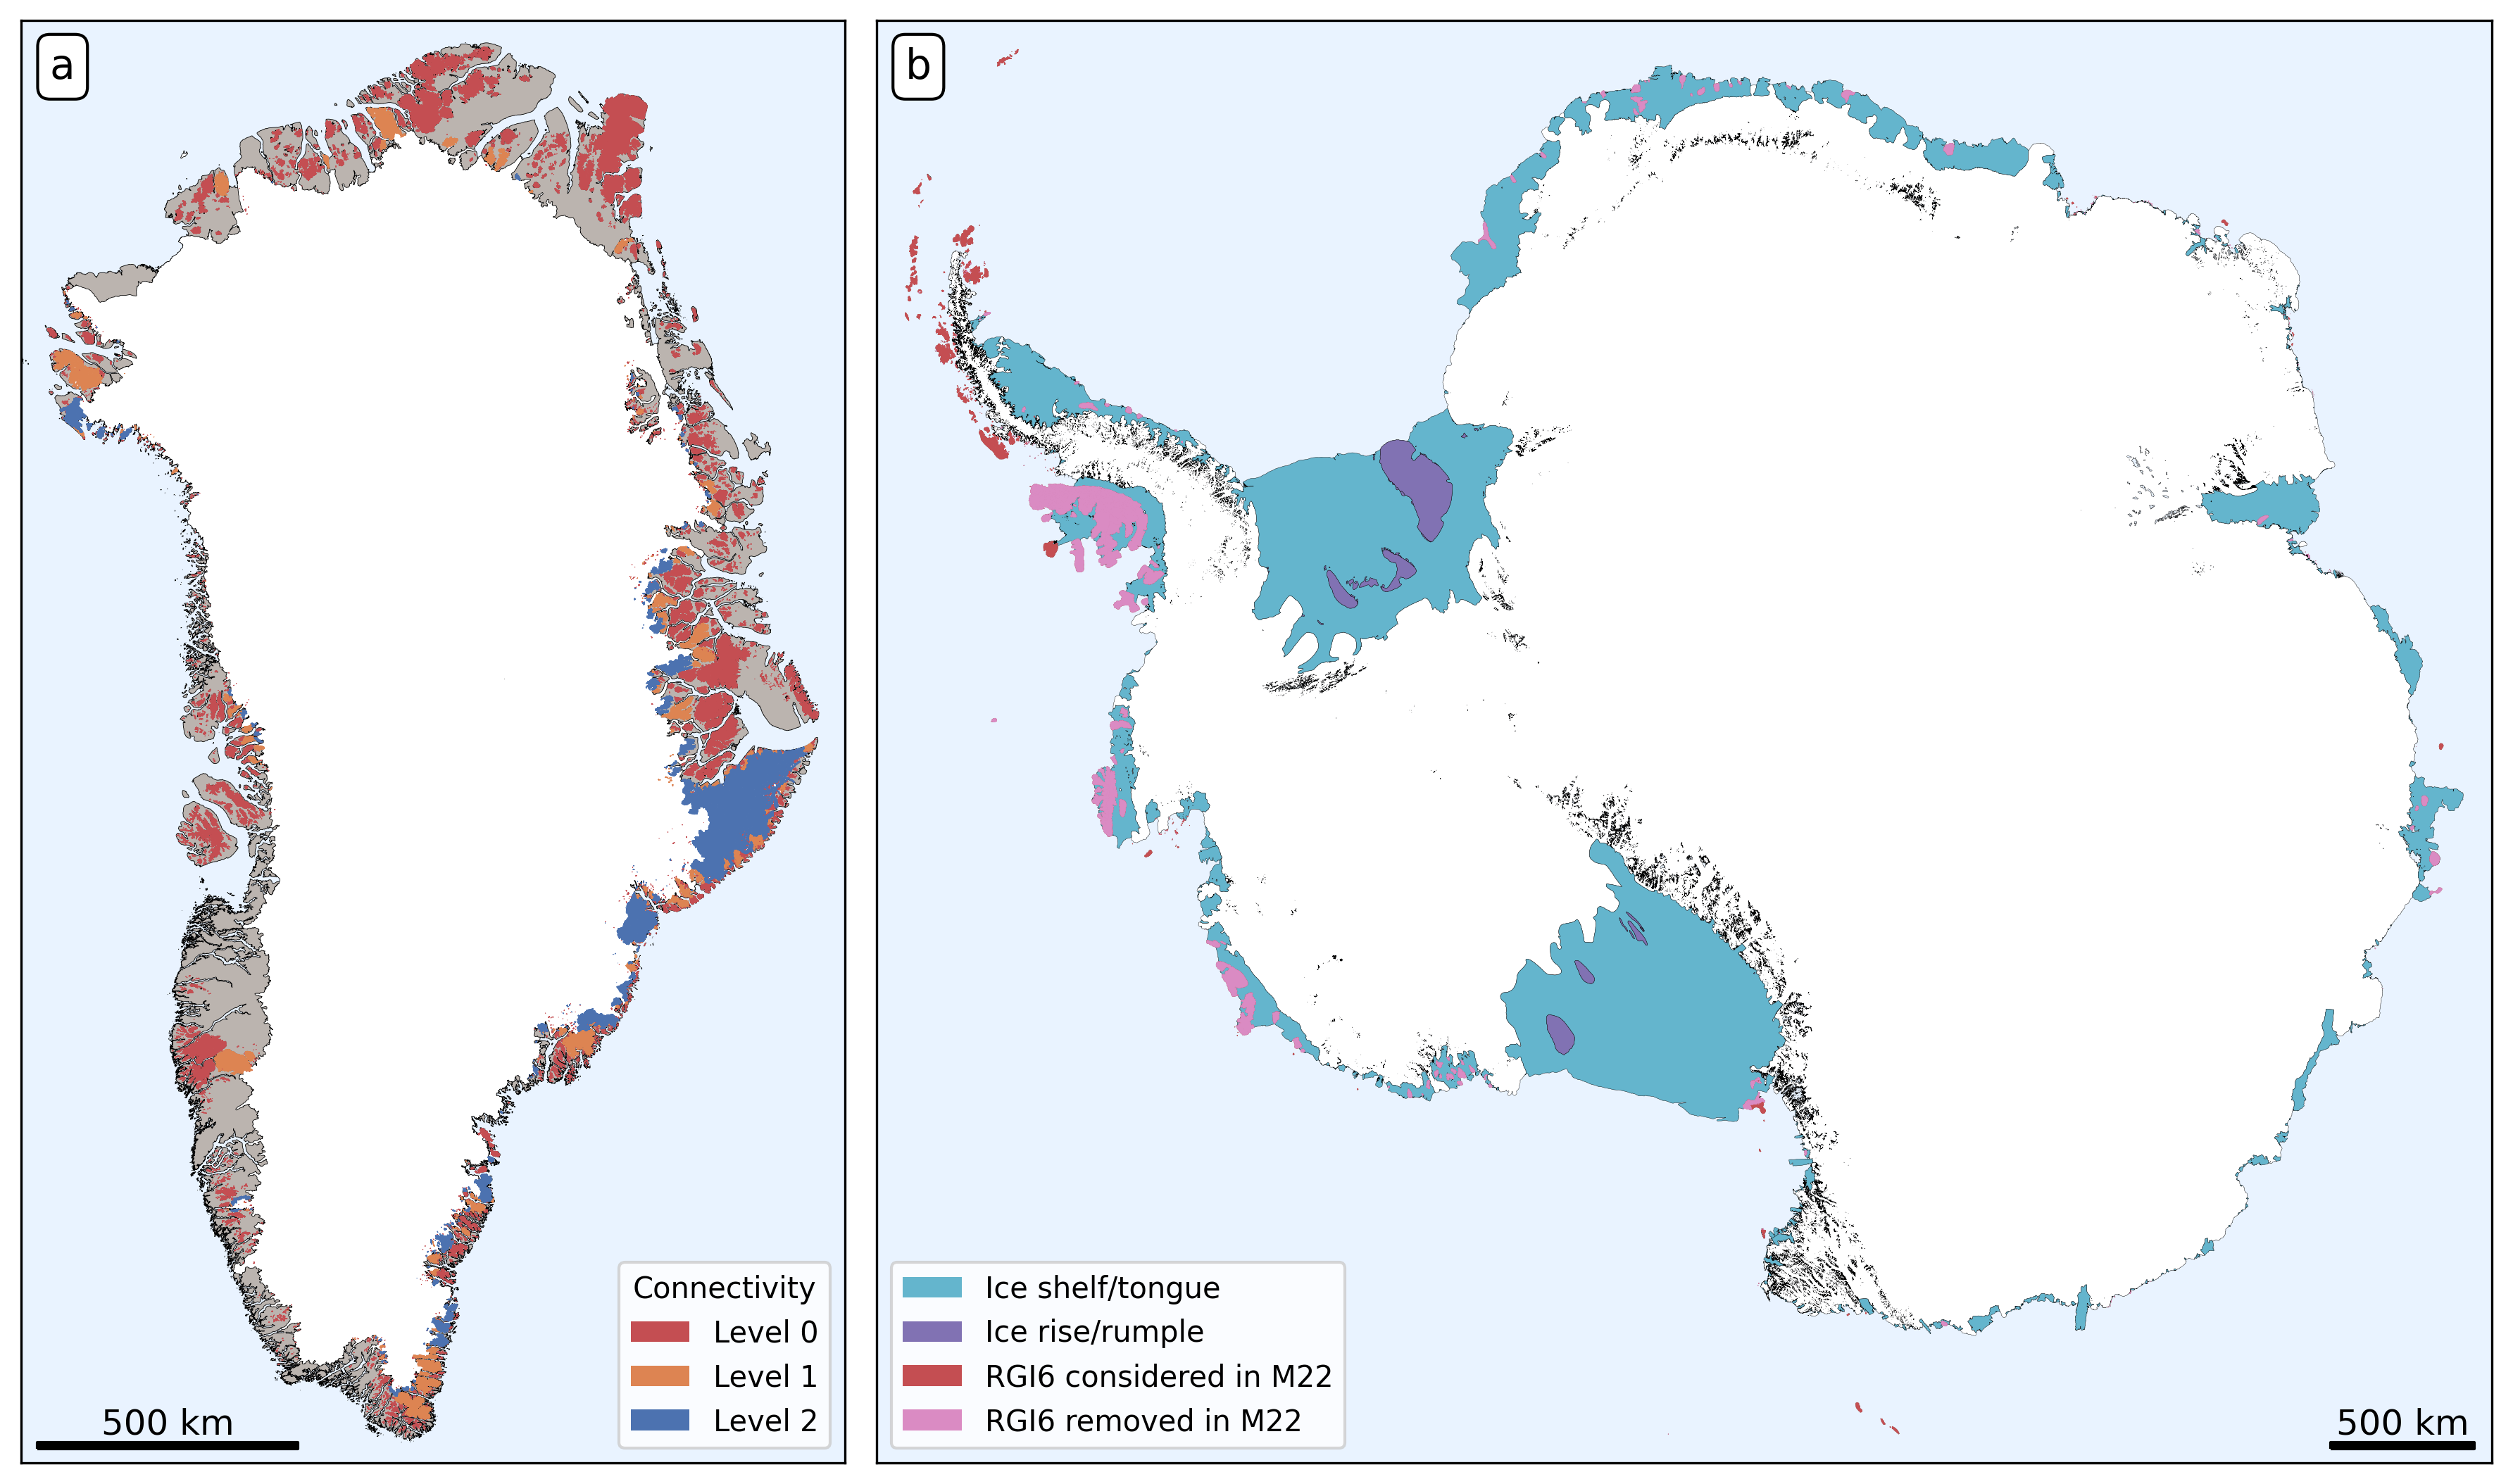 a
Connectivity
Level 0
Level 1
Level 2
500 km
b
Ice shelf/tongue
Ice rise/rumple
RGI6 considered in M22
RGI6 removed in M22
500 km